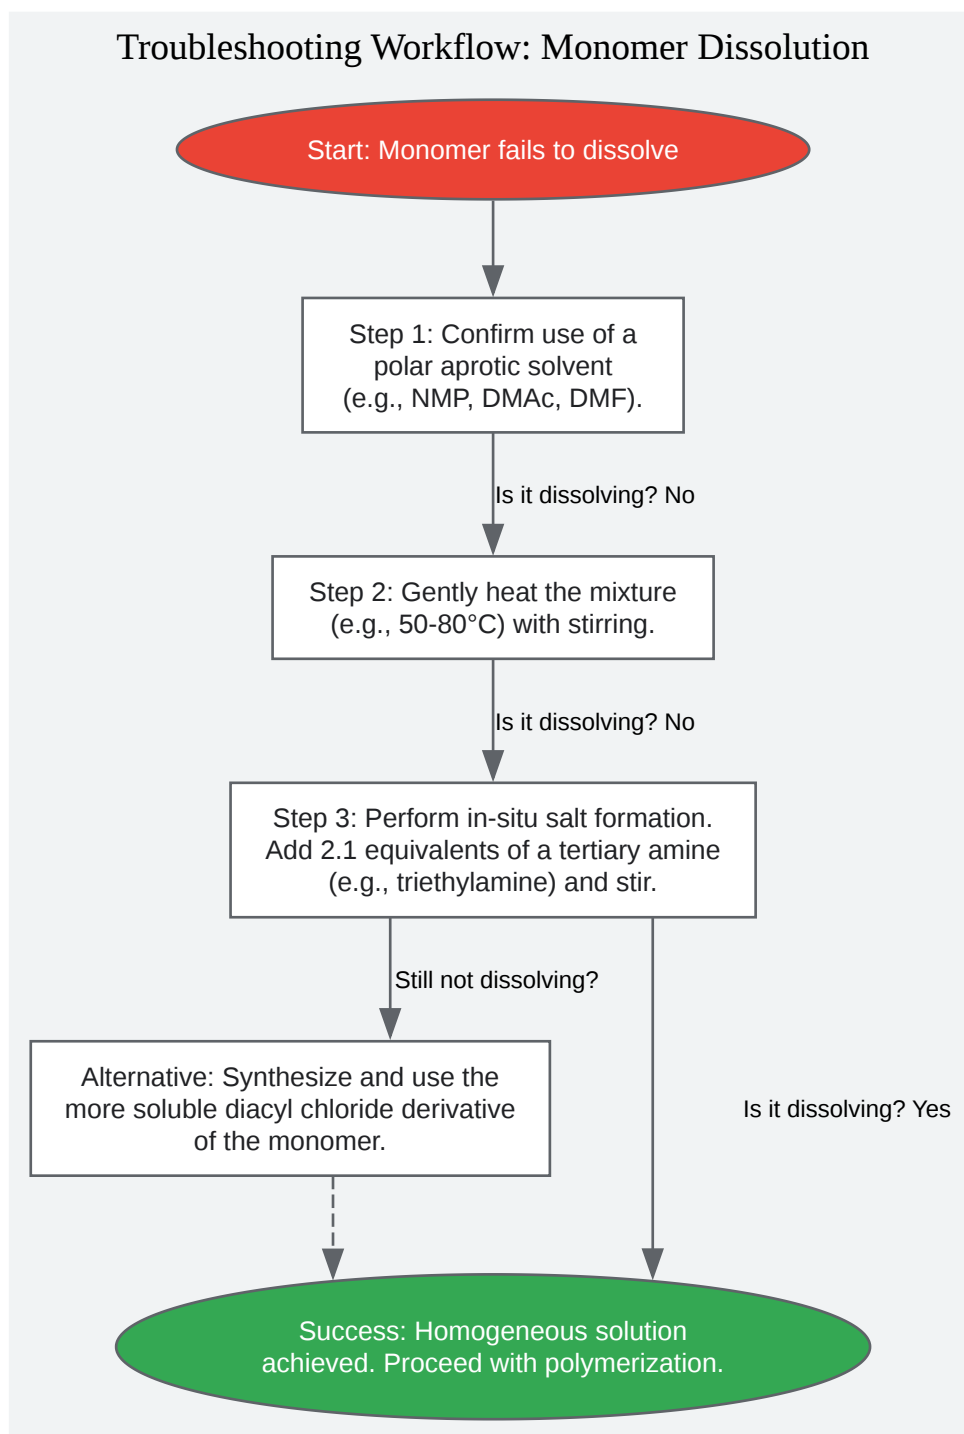 Troubleshooting Workflow: Monomer Dissolution
Start: Monomer fails to dissolve
Step 1: Confirm use of a
polar aprotic solvent
(e.g., NMP, DMAc, DMF).
Is it dissolving? No
Step 2: Gently heat the mixture
(e.g., 50-80°C) with stirring.
Is it dissolving? No
Step 3: Perform in-situ salt formation.
Add 2.1 equivalents of a tertiary amine
(e.g., triethylamine) and stir.
Still not dissolving?
Alternative: Synthesize and use the
more soluble diacyl chloride derivative
of the monomer.
Is it dissolving? Yes
Success: Homogeneous solution
achieved. Proceed with polymerization.